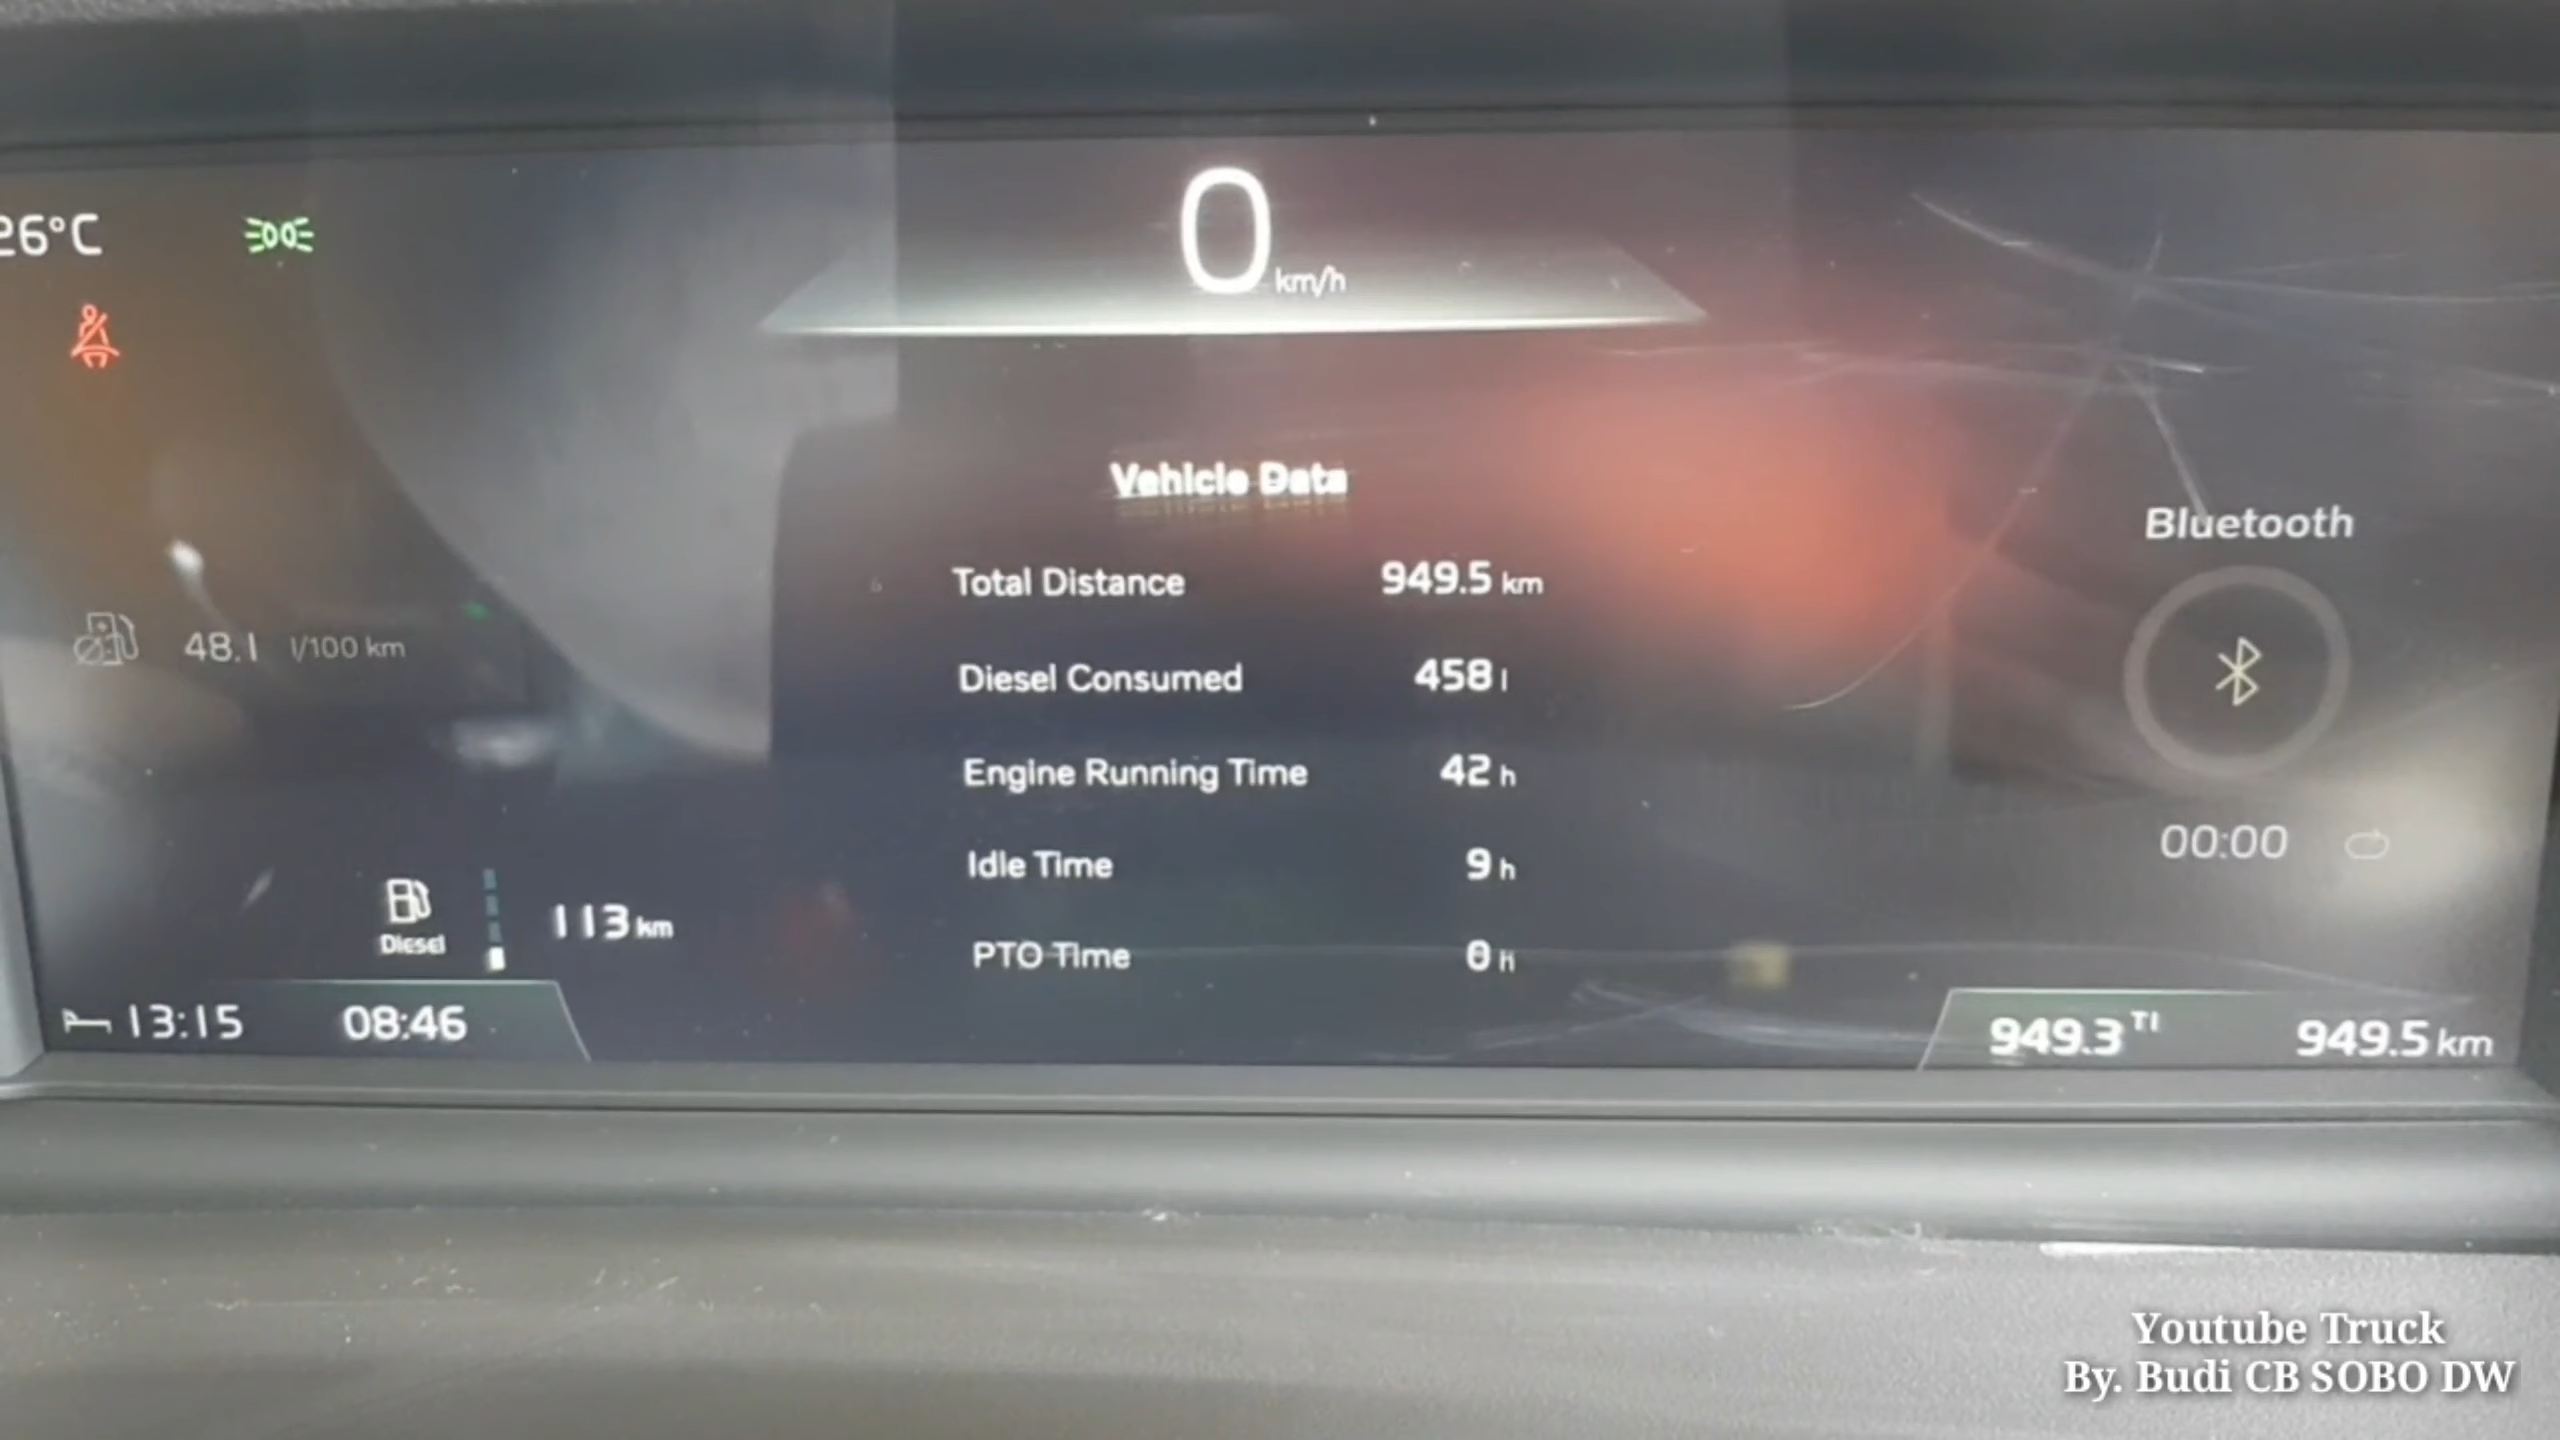 0 km/h
26°C
Vehicle Data
Total Distance 949.5 km
Diesel Consumed 458 l
Engine Running Time 42 h
Idle Time 9 h
PTO Time 0 h
48.1 l/100 km
Diesel
113 km
13:15 08:46
Bluetooth
00:00
949.3 T1 949.5 km
Youtube Truck
By. Budi CB SOBO DW